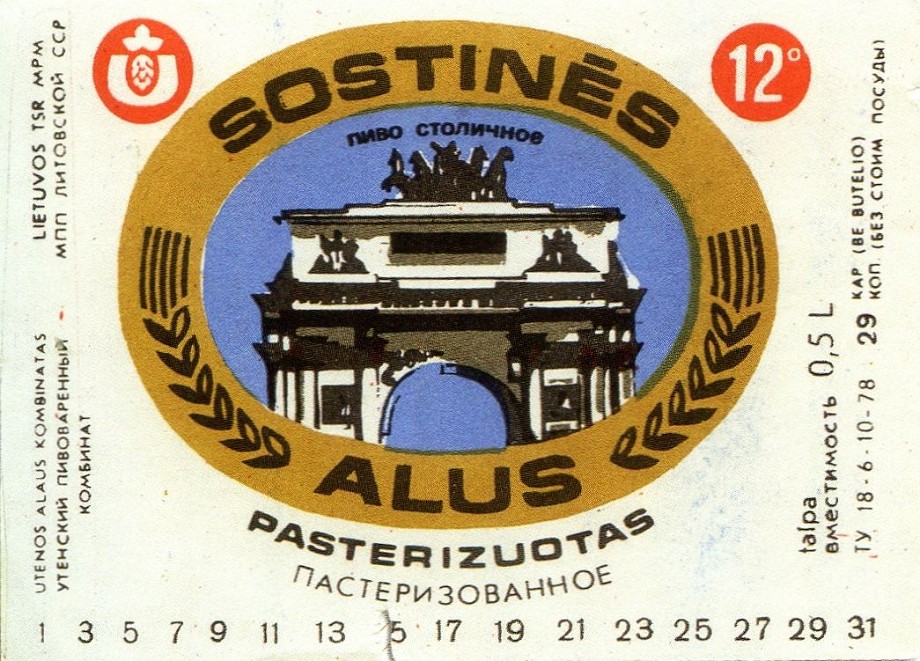 LIETUVOS TSR MPM
МПП ЛИТОВСКОЙ ССР
UTENOS ALAUS KOMBINATAS
УТЕНСКИЙ ПИВОВАРЕННЫЙ
КОМБИНАТ
12°
SOSTINĖS
ПИВО СТОЛИЧНОЕ
ALUS
PASTERIZUOTAS
ПАСТЕРИЗОВАННОЕ
talpa
вместимость 0,5 L
ТУ 18-6-10-78 29 KAP (BE BUTELIO)
КОП. (БЕЗ СТОИМ ПОСУДЫ)
1 3 5 7 9 11 13 5 17 19 21 23 25 27 29 31